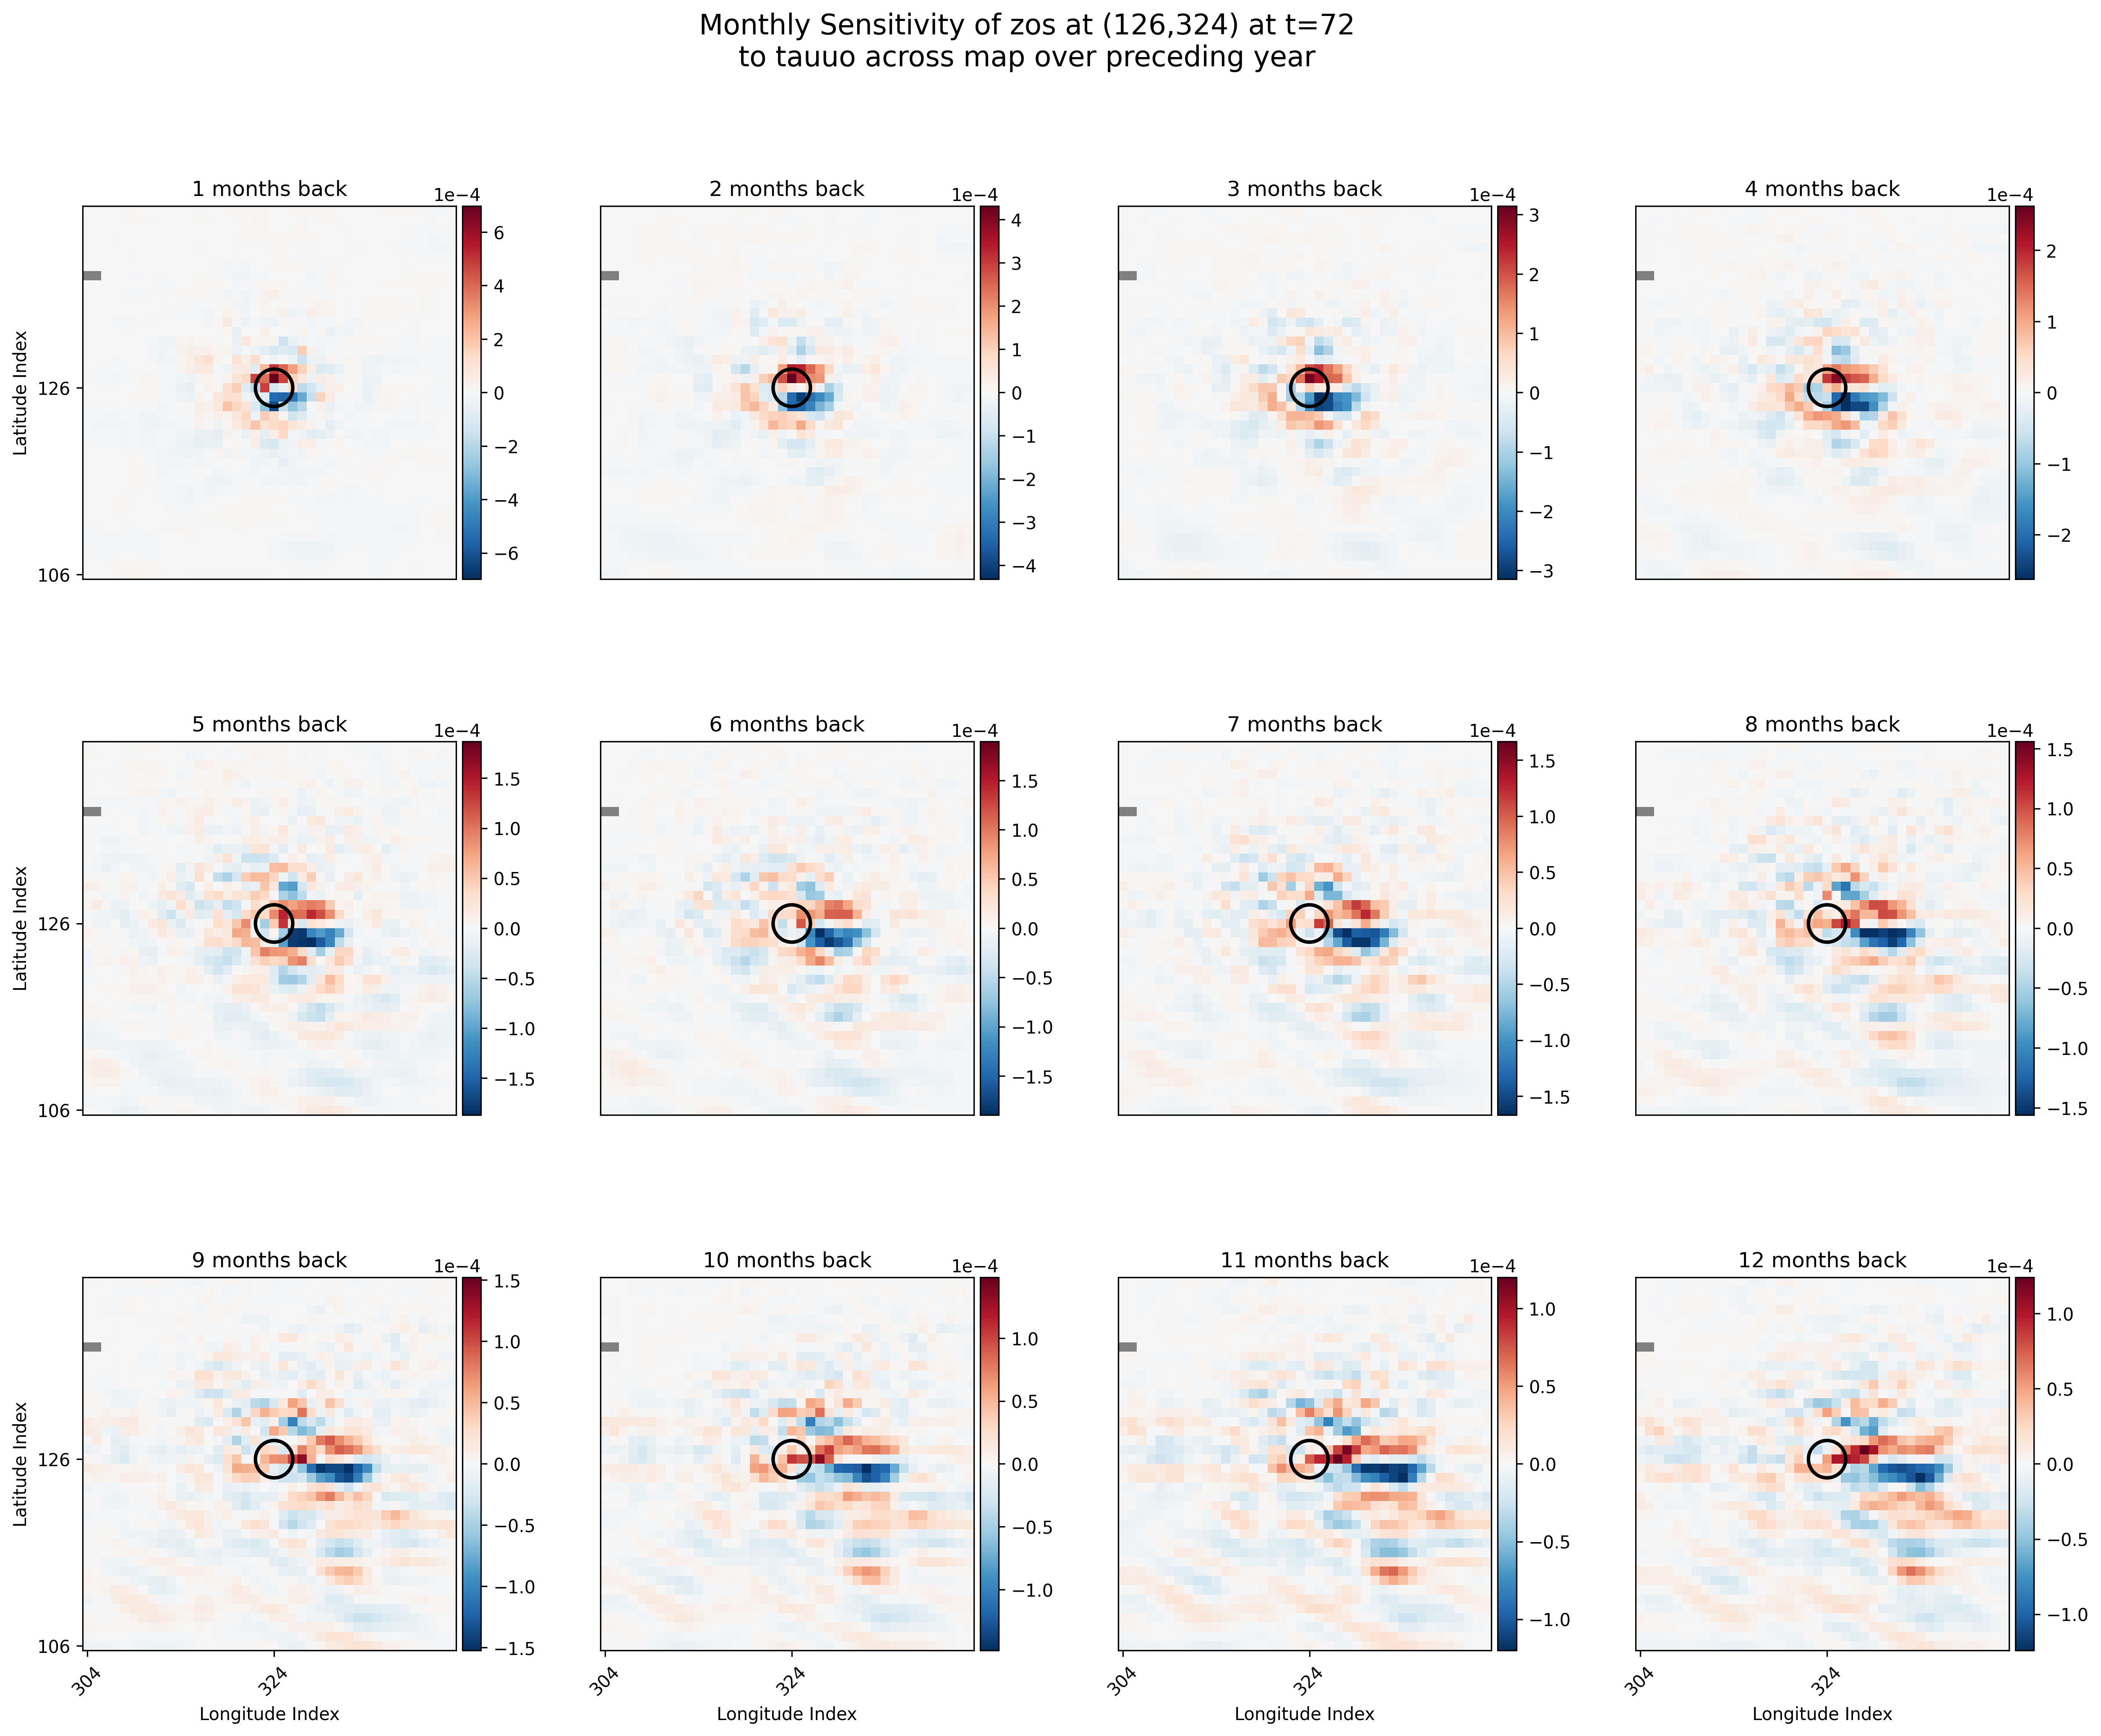 Monthly Sensitivity of zos at (126,324) at t=72
to tauuo across map over preceding year
1 months back
1e−4
2 months back
1e−4
3 months back
1e−4
4 months back
1e−4
Latitude Index
126
106
6
4
2
0
−2
−4
−6
4
3
2
1
0
−1
−2
−3
−4
3
2
1
0
−1
−2
−3
2
1
0
−1
−2
5 months back
1e−4
6 months back
1e−4
7 months back
1e−4
8 months back
1e−4
Latitude Index
126
106
1.5
1.0
0.5
0.0
−0.5
−1.0
−1.5
1.5
1.0
0.5
0.0
−0.5
−1.0
−1.5
1.5
1.0
0.5
0.0
−0.5
−1.0
−1.5
1.5
1.0
0.5
0.0
−0.5
−1.0
−1.5
9 months back
1e−4
10 months back
1e−4
11 months back
1e−4
12 months back
1e−4
Latitude Index
126
106
1.5
1.0
0.5
0.0
−0.5
−1.0
−1.5
1.0
0.5
0.0
−0.5
−1.0
1.0
0.5
0.0
−0.5
−1.0
1.0
0.5
0.0
−0.5
−1.0
304
324
304
324
304
324
304
324
Longitude Index
Longitude Index
Longitude Index
Longitude Index